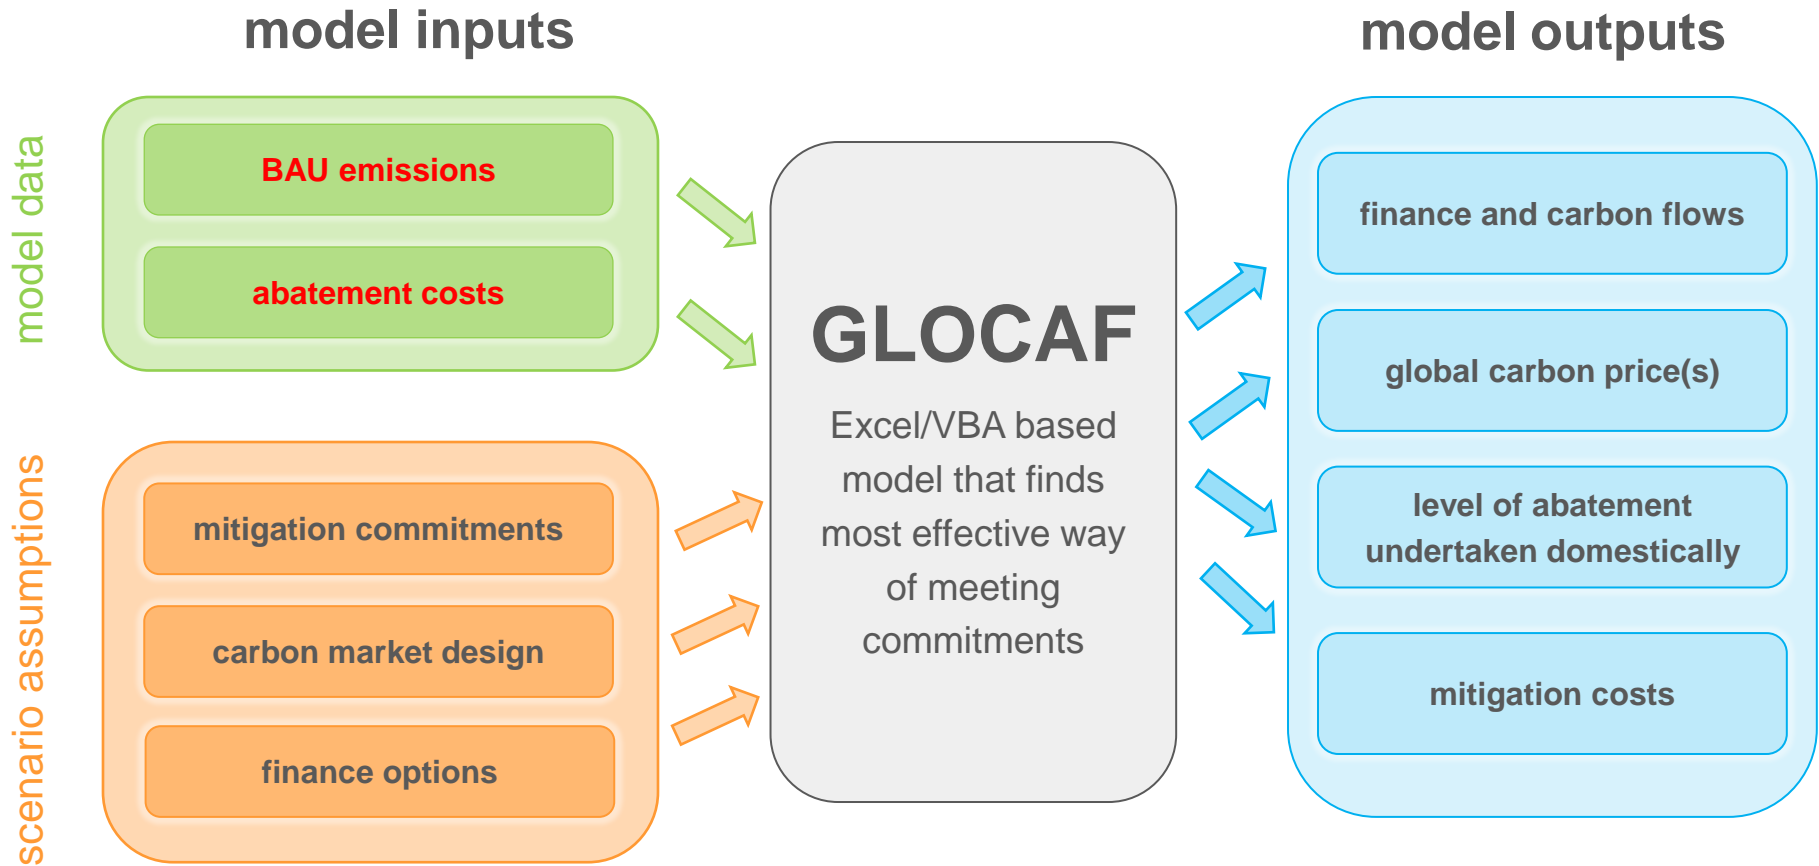 model inputs
model outputs
model data
BAU emissions
abatement costs
scenario assumptions
mitigation commitments
carbon market design
finance options
GLOCAF
Excel/VBA based
model that finds
most effective way
of meeting
commitments
finance and carbon flows
global carbon price(s)
level of abatement
undertaken domestically
mitigation costs